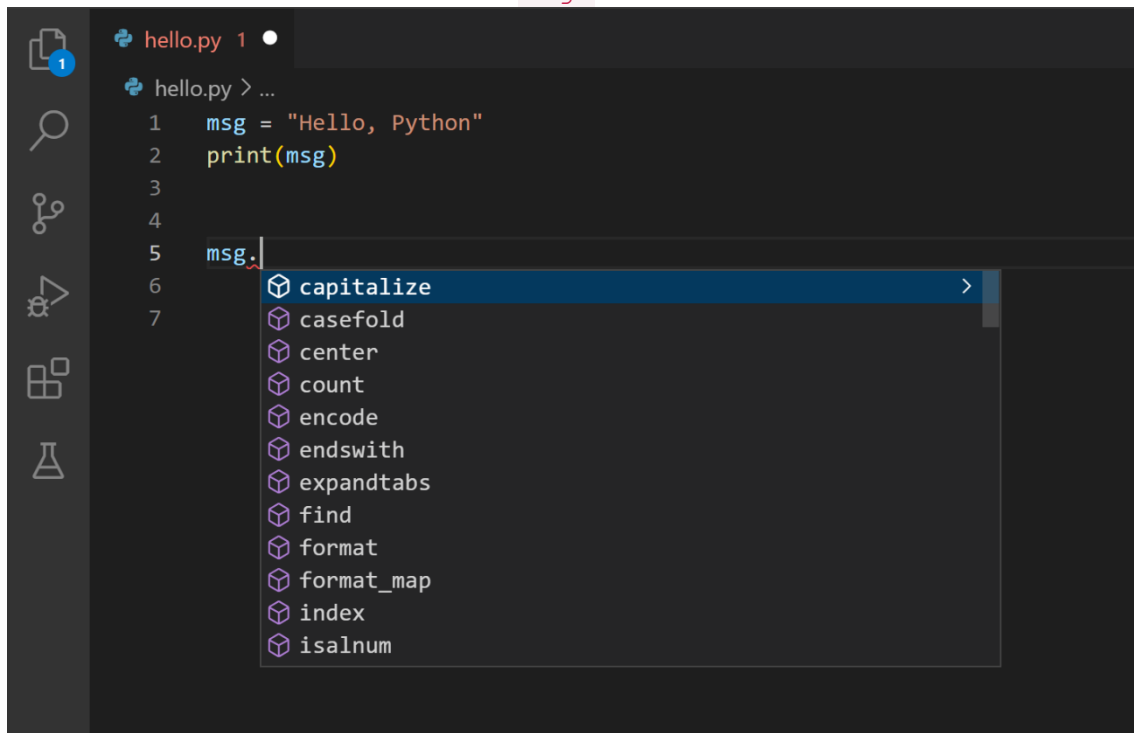 1
hello.py 1
hello.py > ...
1 msg = "Hello, Python"
2 print(msg)
3
4
5 msg.
6
7
capitalize >
casefold
center
count
encode
endswith
expandtabs
find
format
format_map
index
isalnum